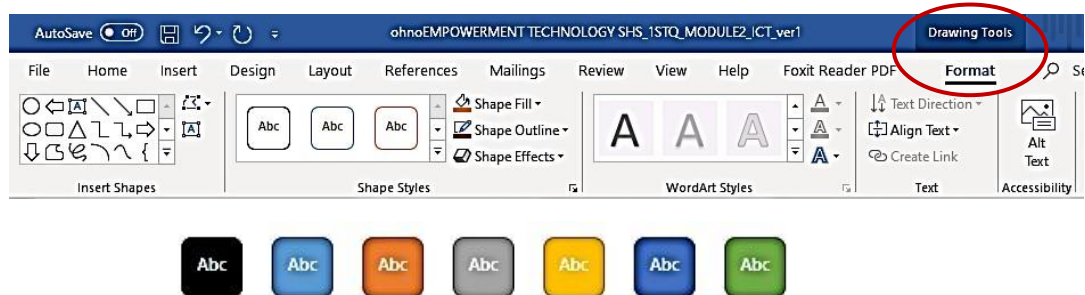 AutoSave Off ohnoEMPOWERMENT TECHNOLOGY SHS_1STQ_MODULE2_ICT_ver1 Drawing Tools
File Home Insert Design Layout References Mailings Review View Help Foxit Reader PDF Format
Shape Fill
Shape Outline
Shape Effects
Abc Abc Abc
A A A
Text Direction
Align Text
Create Link
Alt
Text
Insert Shapes Shape Styles WordArt Styles Text Accessibility
Abc Abc Abc Abc Abc Abc Abc